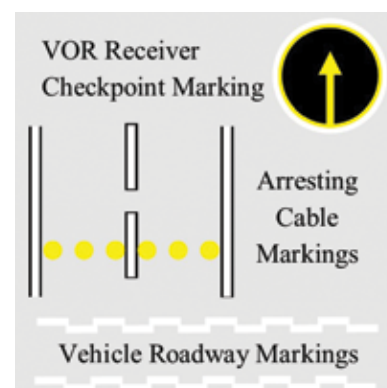 VOR Receiver
Checkpoint Marking
Arresting
Cable
Markings
Vehicle Roadway Markings